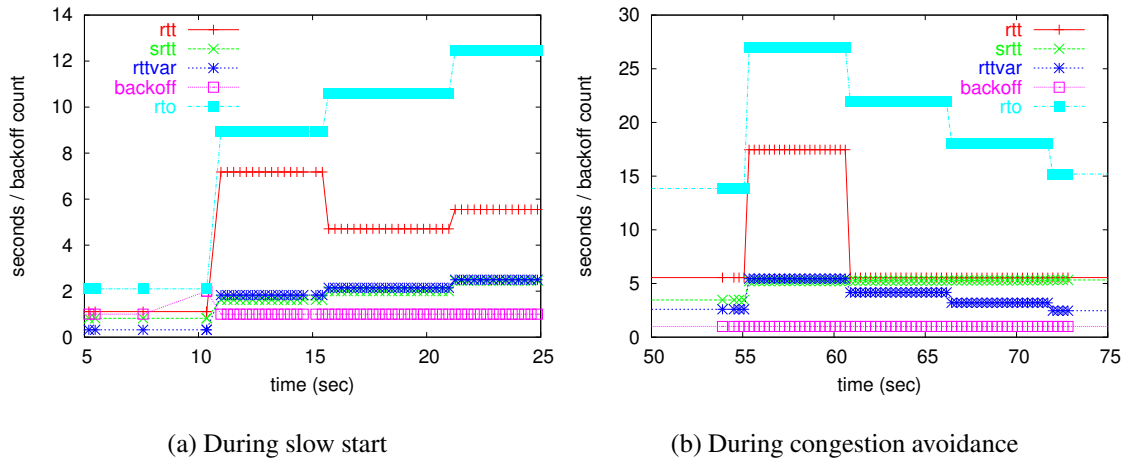 14
12
10
8
6
4
2
0
seconds / backoff count
rtt
srtt
rttvar
backoff
rto
5 10 15 20 25
time (sec)
(a) During slow start
30
25
20
15
10
5
0
seconds / backoff count
rtt
srtt
rttvar
backoff
rto
50 55 60 65 70 75
time (sec)
(b) During congestion avoidance